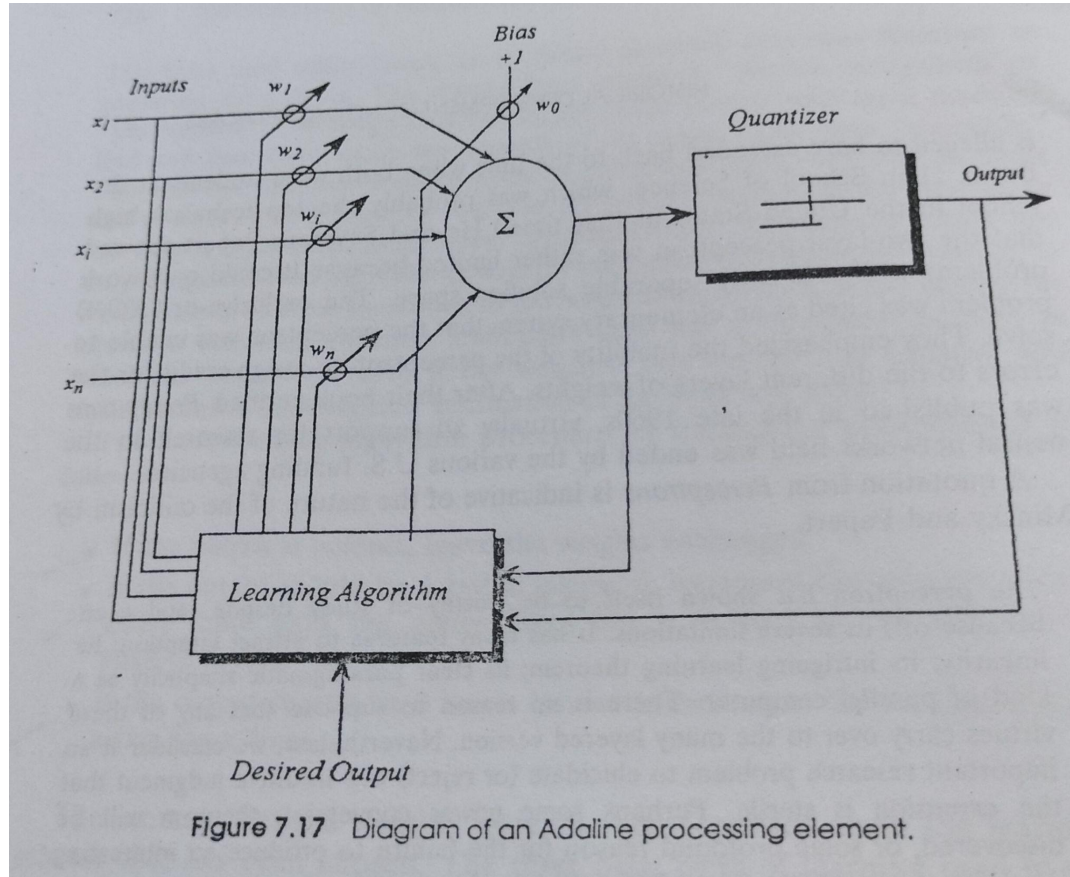 Bias
+1
Inputs
w1
w0
x1
w2
Quantizer
x2
wi
Output
xi
Σ
wn
xn
Learning Algorithm
Desired Output
Figure 7.17 Diagram of an Adaline processing element.